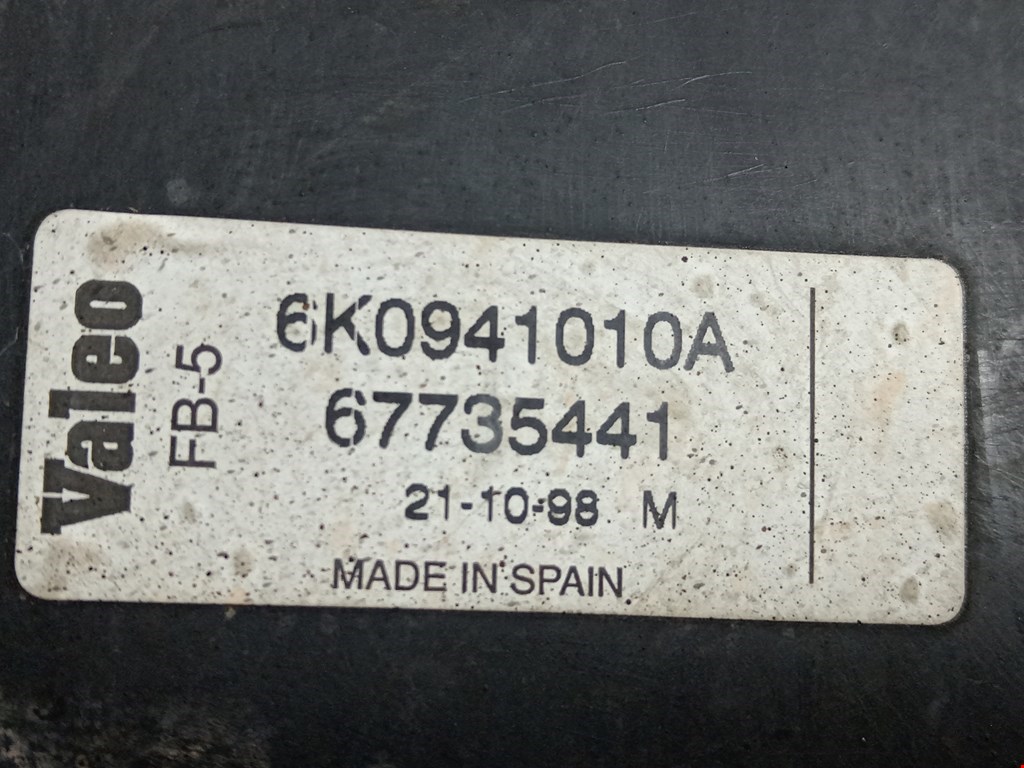 Valeo
FB-5
6K0941010A
67735441
21-10-98 M
MADE IN SPAIN